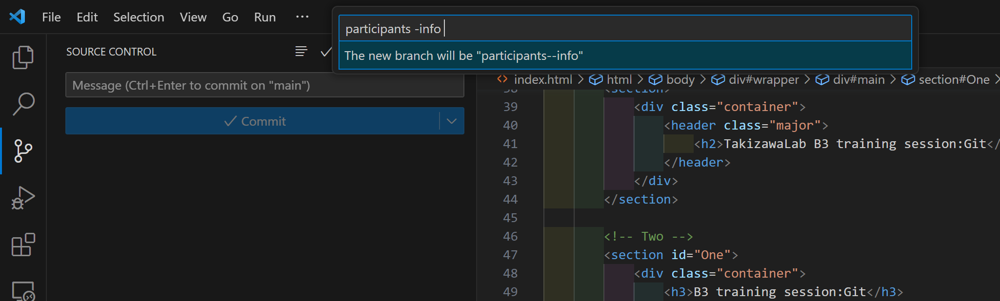 File Edit Selection View Go Run ···
participants -info
The new branch will be "participants--info"
SOURCE CONTROL
Message (Ctrl+Enter to commit on "main")
Commit
index.html > html > body > div#wrapper > div#main > section#One >
38 <section>
39 <div class="container">
40 <header class="major">
41 <h2>TakizawaLab B3 training session:Git</
42 </header>
43 </div>
44 </section>
45
46 <!-- Two -->
47 <section id="One">
48 <div class="container">
49 <h3>B3 training session:Git</h3>